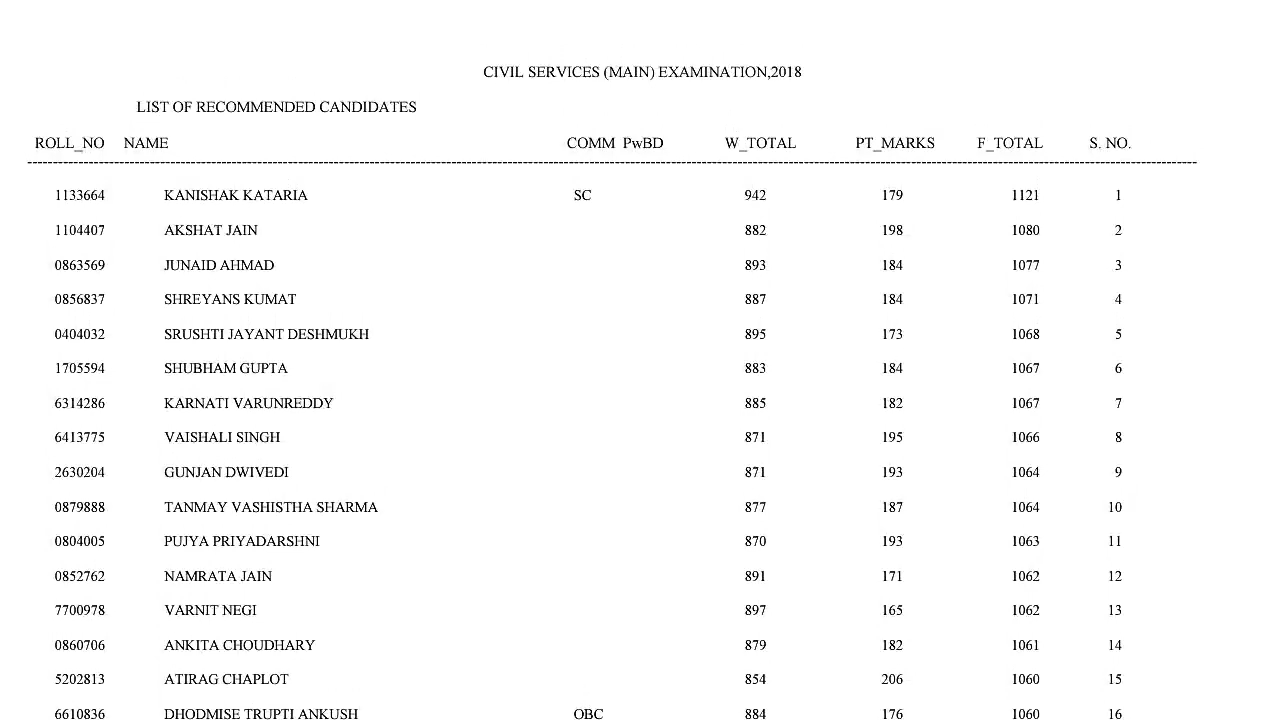 CIVIL SERVICES (MAIN) EXAMINATION,2018
LIST OF RECOMMENDED CANDIDATES
ROLL_NO NAME COMM PwBD W_TOTAL PT_MARKS F_TOTAL S. NO.
1133664 KANISHAK KATARIA SC 942 179 1121 1
1104407 AKSHAT JAIN 882 198 1080 2
0863569 JUNAID AHMAD 893 184 1077 3
0856837 SHREYANS KUMAT 887 184 1071 4
0404032 SRUSHTI JAYANT DESHMUKH 895 173 1068 5
1705594 SHUBHAM GUPTA 883 184 1067 6
6314286 KARNATI VARUNREDDY 885 182 1067 7
6413775 VAISHALI SINGH 871 195 1066 8
2630204 GUNJAN DWIVEDI 871 193 1064 9
0879888 TANMAY VASHISTHA SHARMA 877 187 1064 10
0804005 PUJYA PRIYADARSHNI 870 193 1063 11
0852762 NAMRATA JAIN 891 171 1062 12
7700978 VARNIT NEGI 897 165 1062 13
0860706 ANKITA CHOUDHARY 879 182 1061 14
5202813 ATIRAG CHAPLOT 854 206 1060 15
6610836 DHODMISE TRUPTI ANKUSH OBC 884 176 1060 16